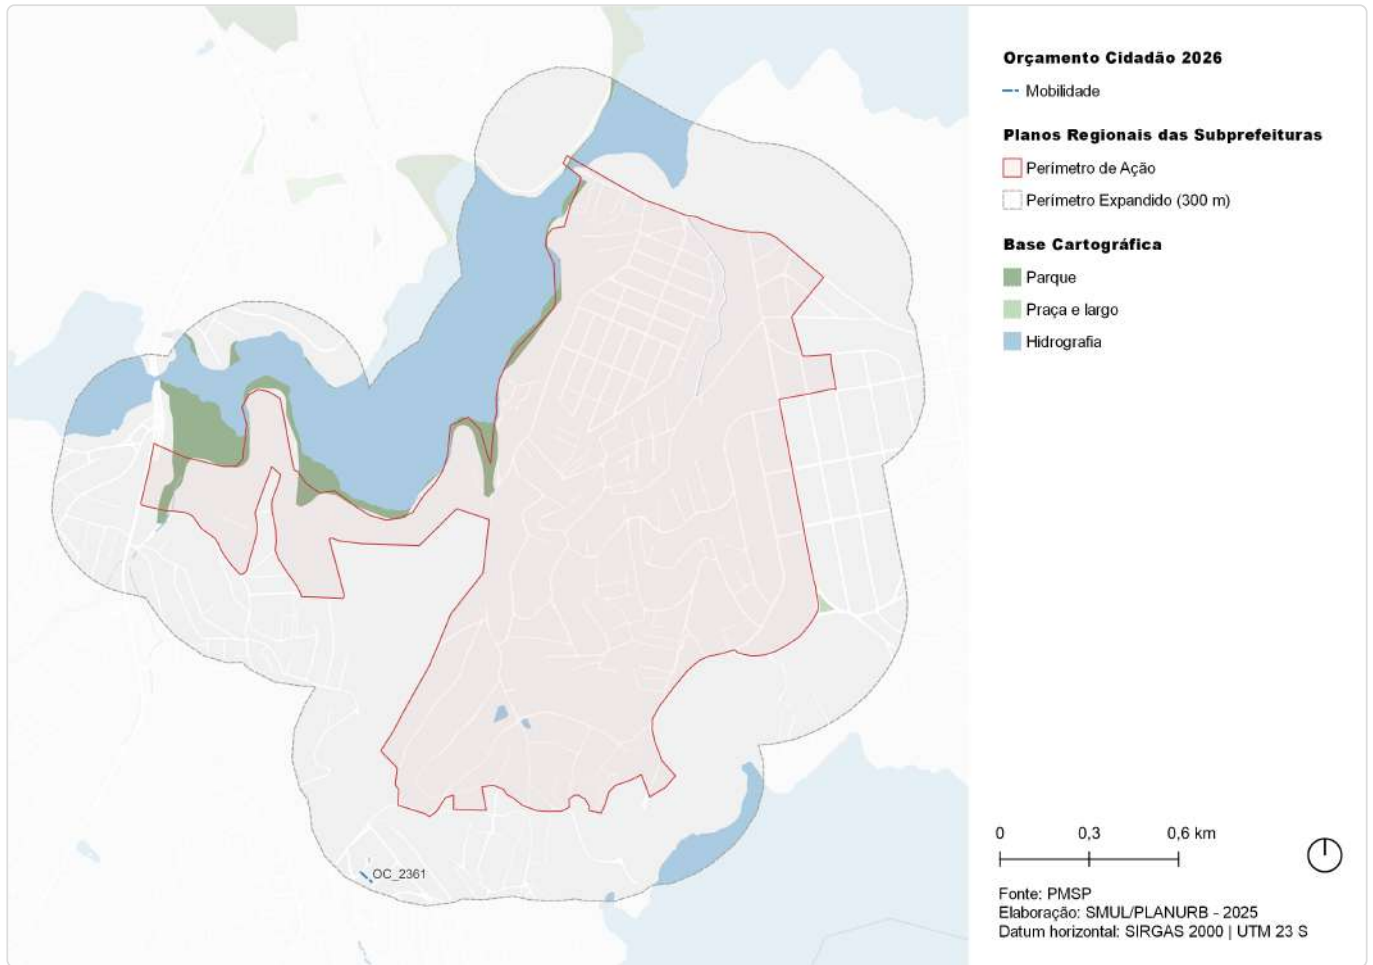 Orçamento Cidadão 2026
Mobilidade
Planos Regionais das Subprefeituras
Perímetro de Ação
Perímetro Expandido (300 m)
Base Cartográfica
Parque
Praça e largo
Hidrografia
OC_2361
0 0,3 0,6 km
Fonte: PMSP
Elaboração: SMUL/PLANURB - 2025
Datum horizontal: SIRGAS 2000 | UTM 23 S